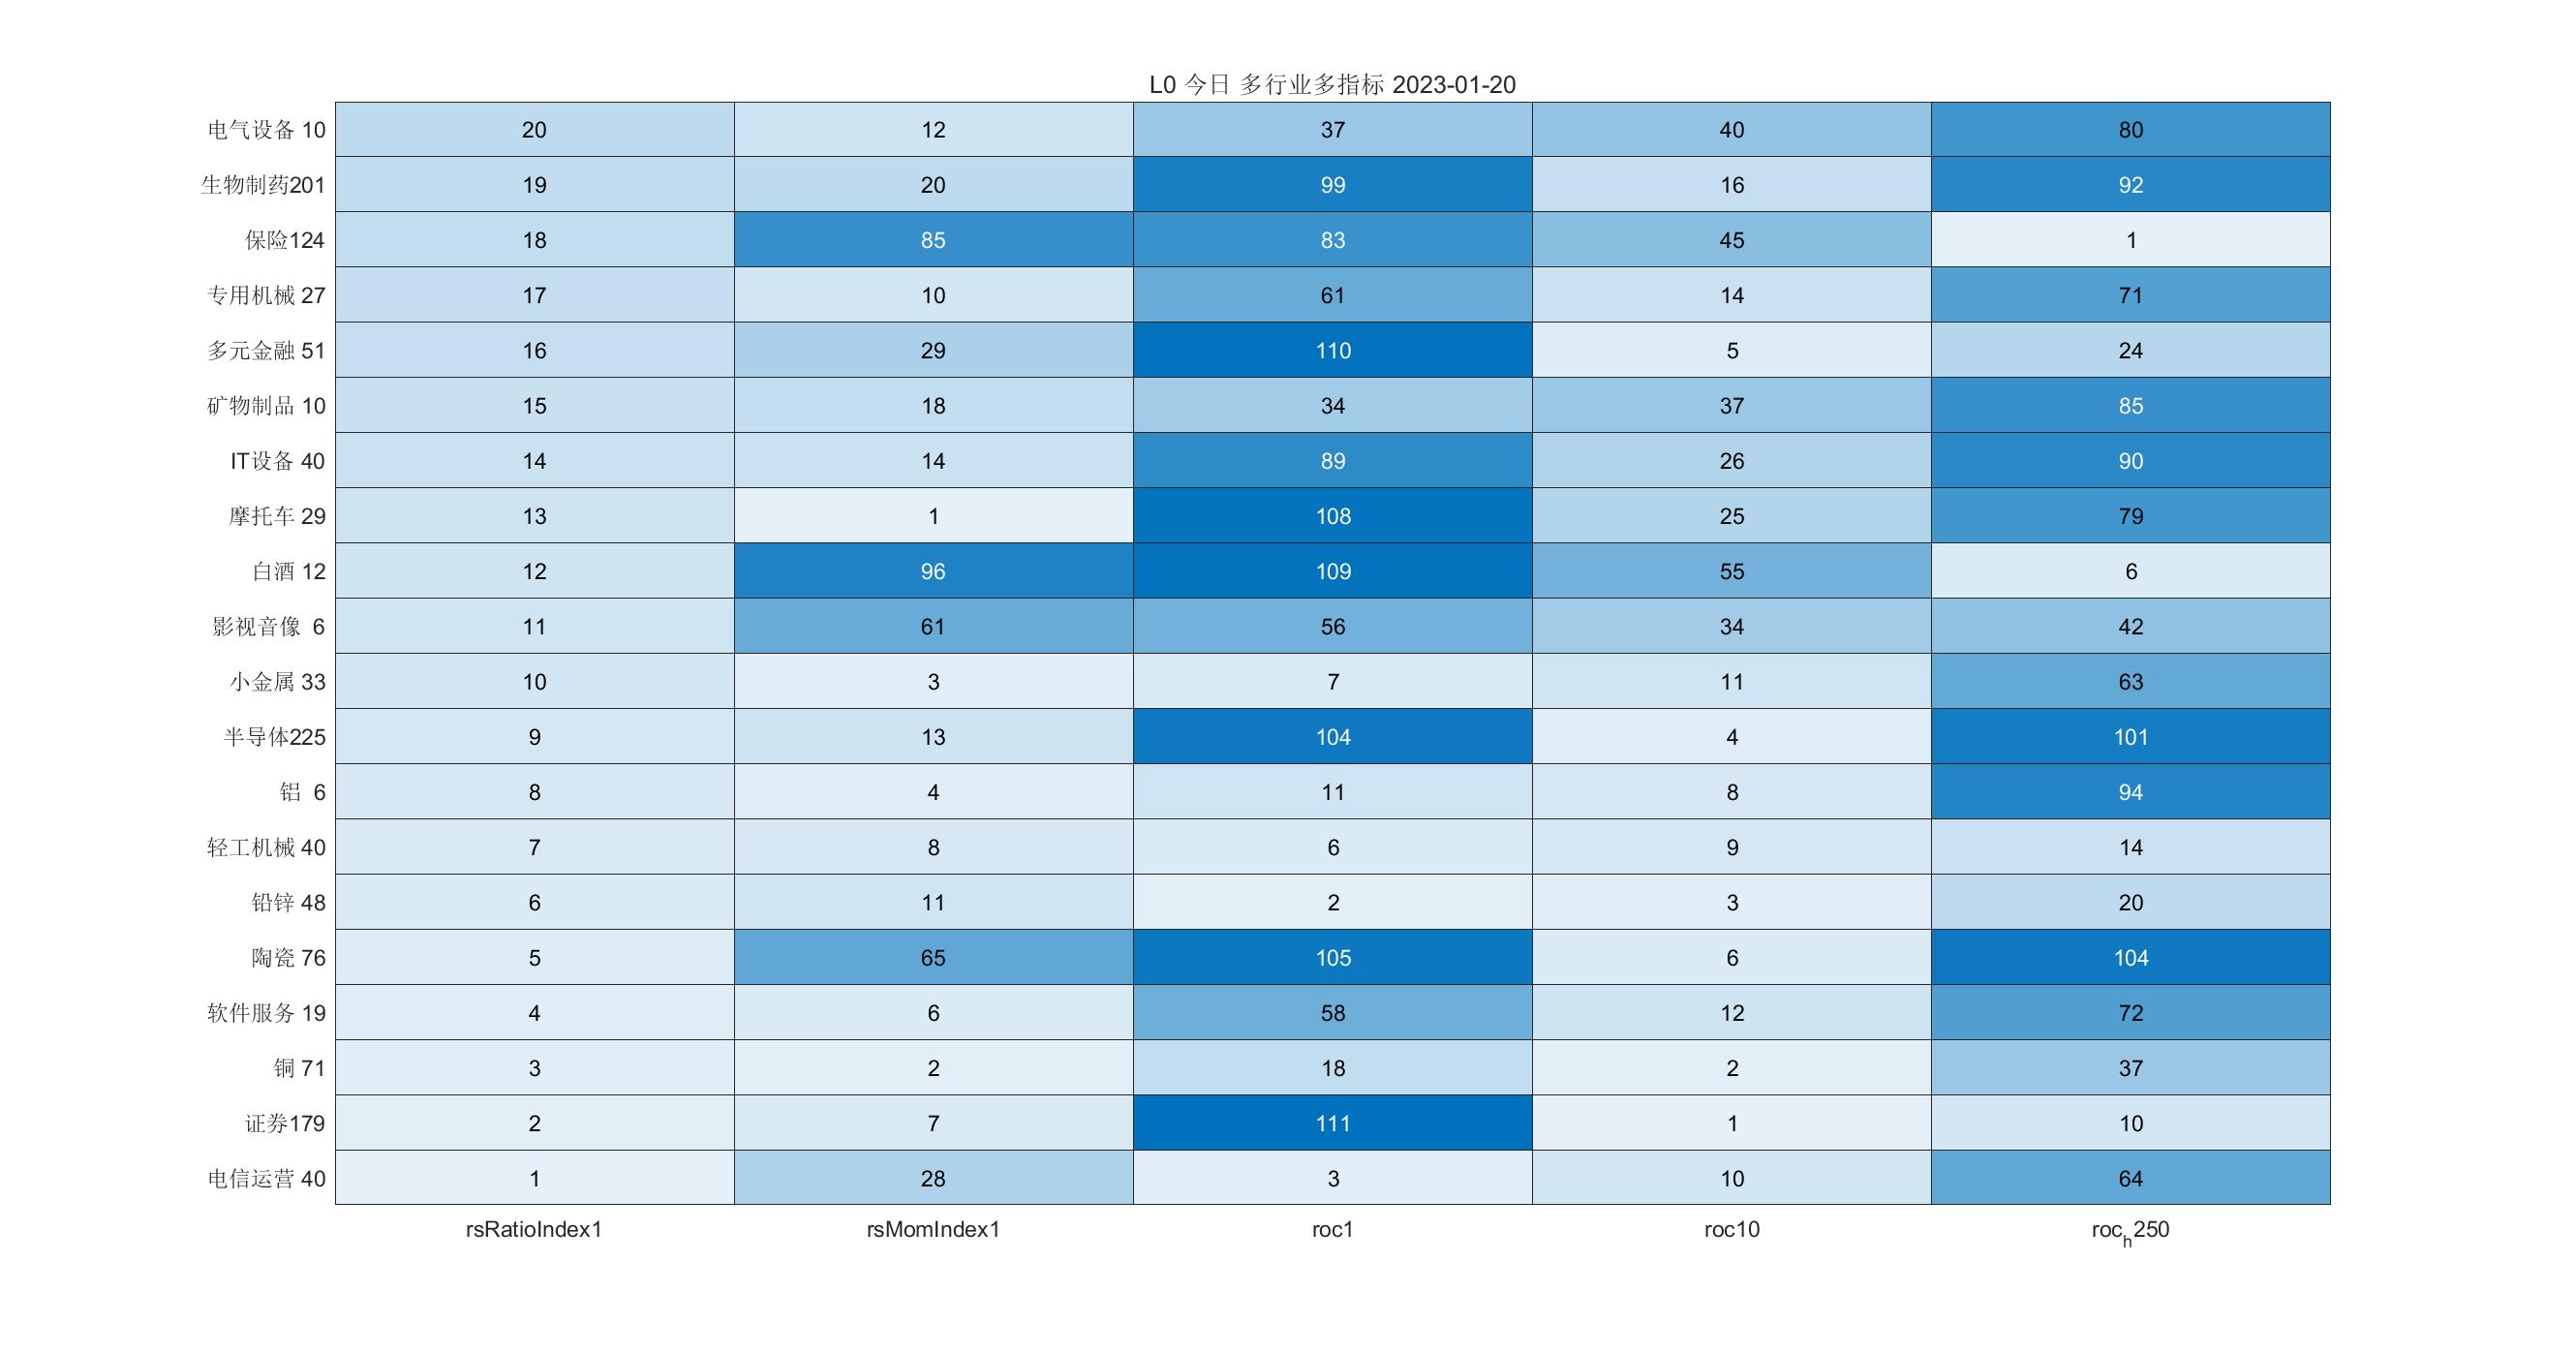 L0 今日 多行业多指标 2023-01-20
电气设备 10 20 12 37 40 80
生物制药201 19 20 99 16 92
保险124 18 85 83 45 1
专用机械 27 17 10 61 14 71
多元金融 51 16 29 110 5 24
矿物制品 10 15 18 34 37 85
IT设备 40 14 14 89 26 90
摩托车 29 13 1 108 25 79
白酒 12 12 96 109 55 6
影视音像 6 11 61 56 34 42
小金属 33 10 3 7 11 63
半导体225 9 13 104 4 101
铝 6 8 4 11 8 94
轻工机械 40 7 8 6 9 14
铅锌 48 6 11 2 3 20
陶瓷 76 5 65 105 6 104
软件服务 19 4 6 58 12 72
铜 71 3 2 18 2 37
证券179 2 7 111 1 10
电信运营 40 1 28 3 10 64
rsRatioIndex1 rsMomIndex1 roc1 roc10 roch250